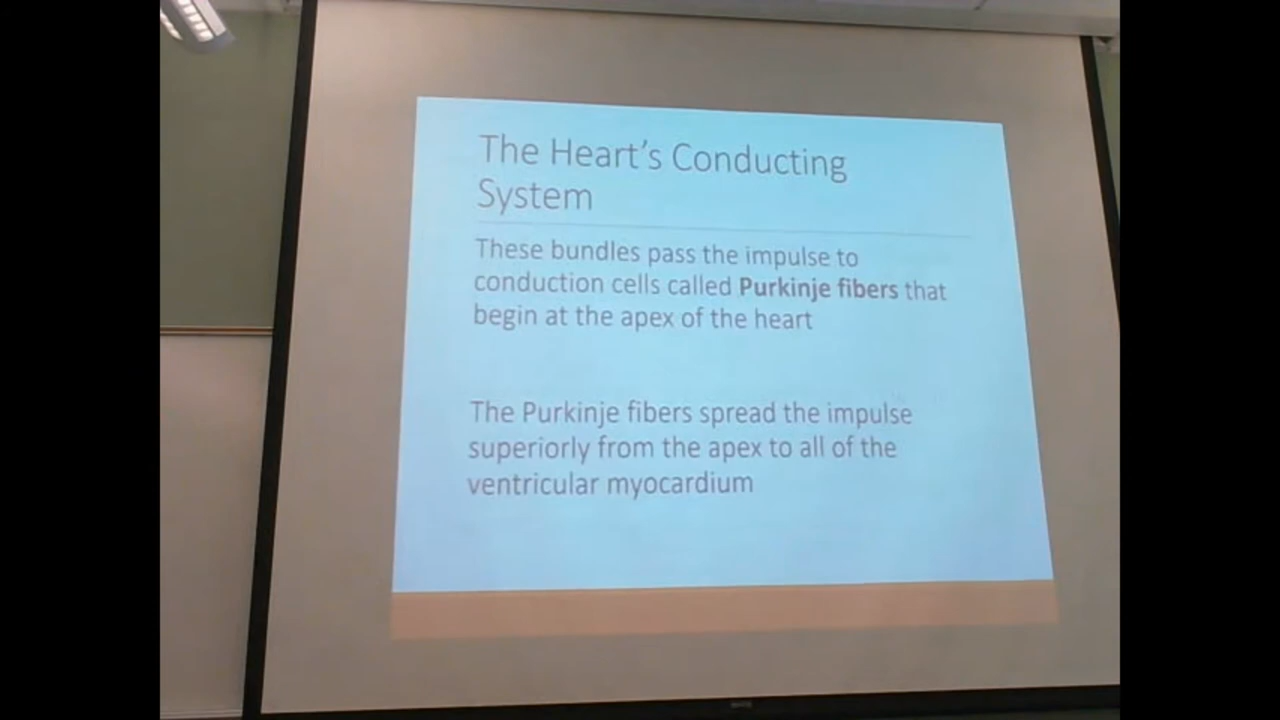 The Heart's Conducting
System
These bundles pass the impulse to
conduction cells called Purkinje fibers that
begin at the apex of the heart
The Purkinje fibers spread the impulse
superiorly from the apex to all of the
ventricular myocardium